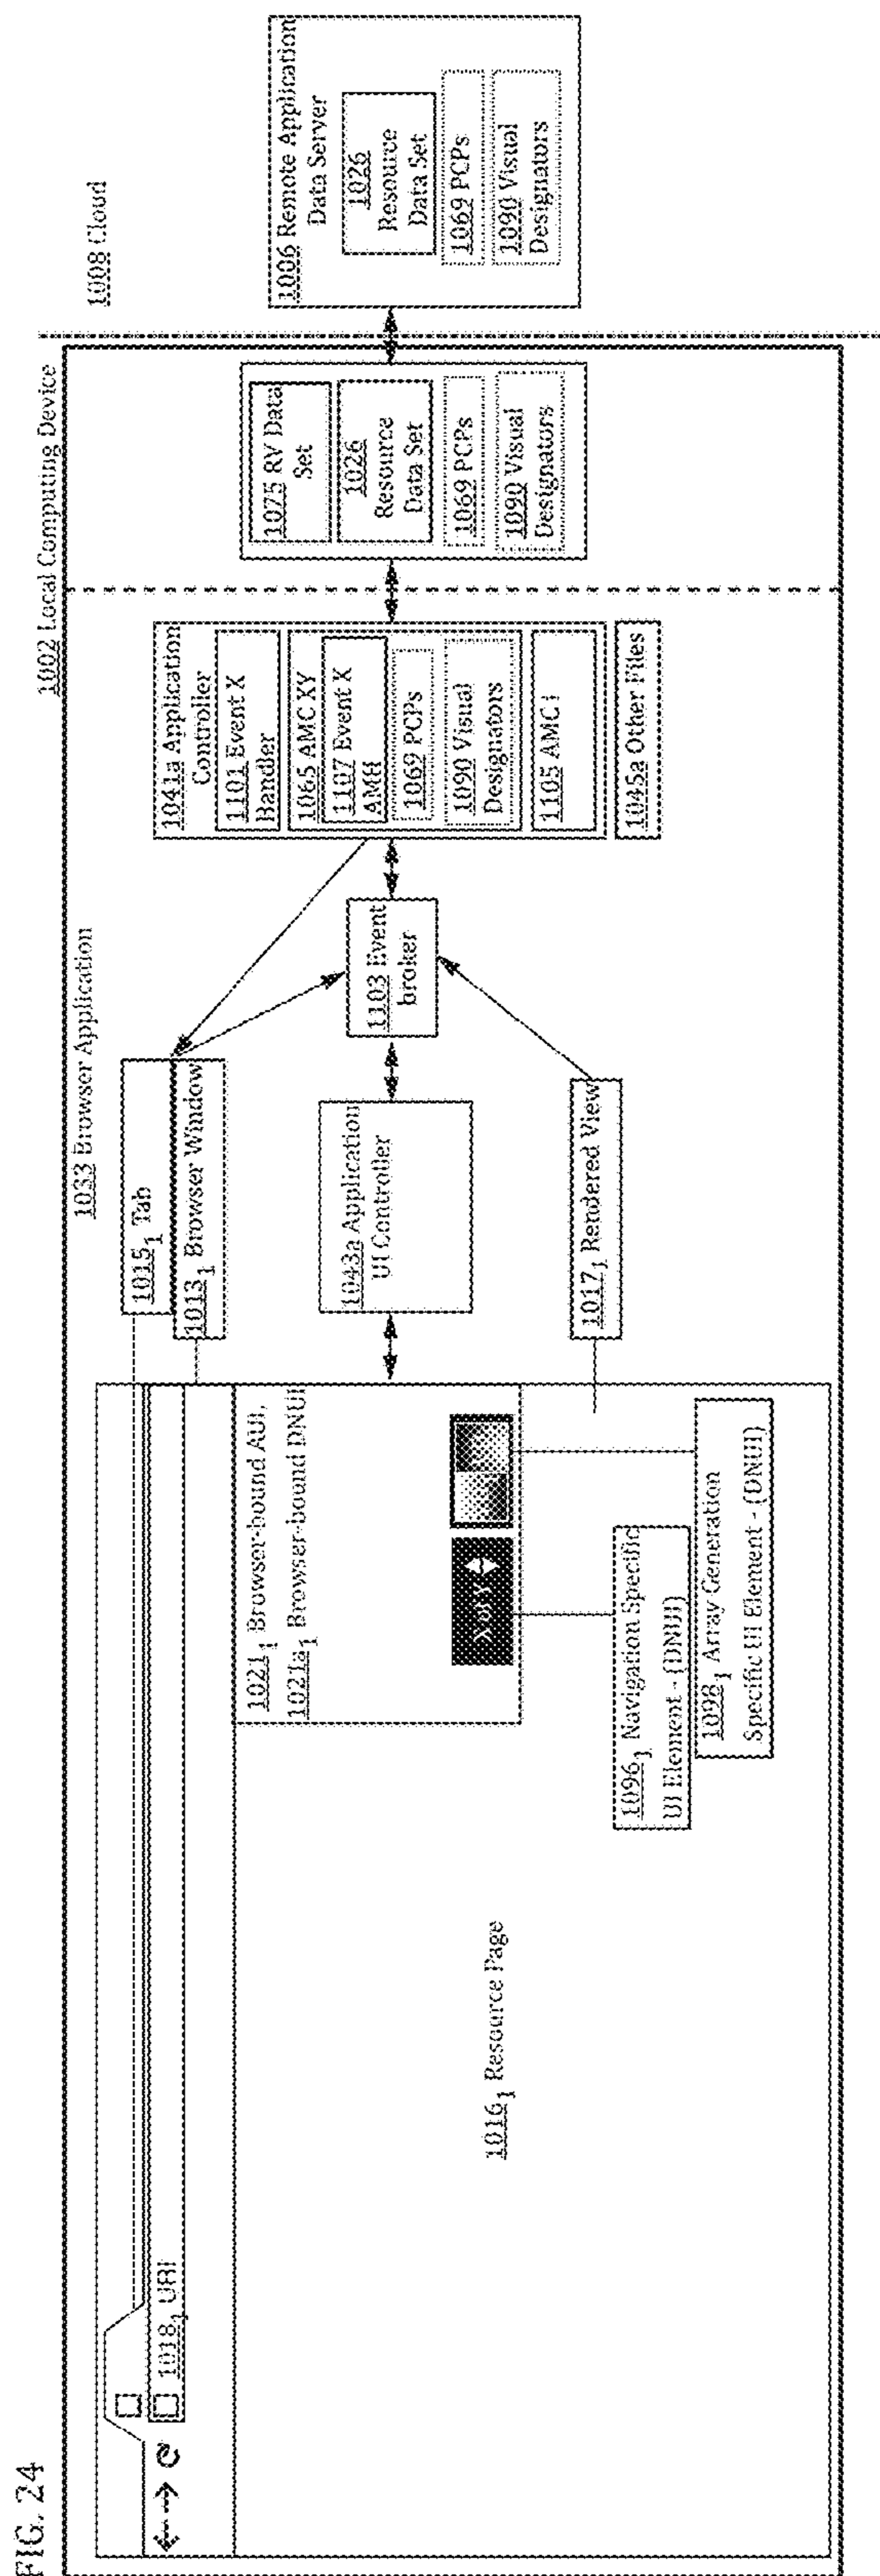 FIG. 24
1002 Local Computing Device
1008 Cloud
1033 Browser Application
1015₁ Tab
1013₁ Browser Window
1018₁ URI
1021₁ Browser-bound AUI,
1021a₁ Browser-bound DNUI
X of Y
1016₁ Resource Page
1096₁ Navigation Specific
UI Element - (DNUI)
1098₁ Array Generation
Specific UI Element - (DNUI)
1043a Application
UI Controller
1017₁ Rendered View
1103 Event
broker
1041a Application
Controller
1101 Event X
Handler
1065 AMC XY
1107 Event X
AMH
1069 PCPs
1090 Visual
Designators
1105 AMC I
1045a Other Files
1075 RV Data
Set
1026
Resource
Data Set
1069 PCPs
1090 Visual
Designators
1006 Remote Application
Data Server
1026
Resource
Data Set
1069 PCPs
1090 Visual
Designators